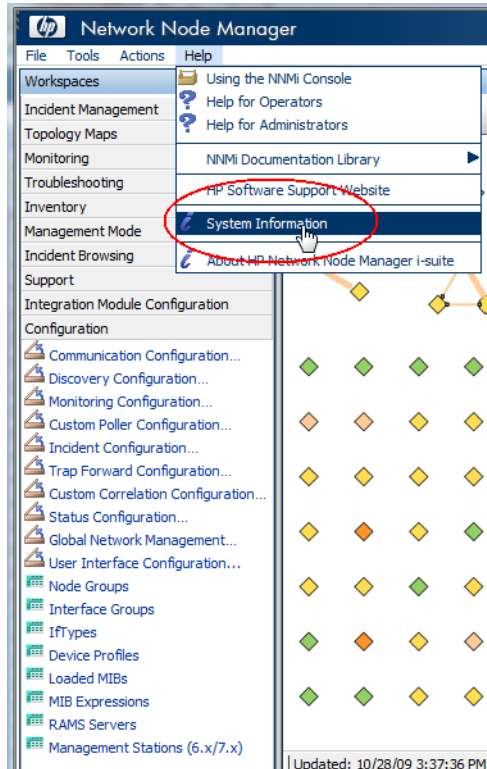 hp Network Node Manager
File Tools Actions Help
Using the NNMi Console
Help for Operators
Help for Administrators
NNMi Documentation Library
HP Software Support Website
System Information
About HP Network Node Manager i-suite
Workspaces
Incident Management
Topology Maps
Monitoring
Troubleshooting
Inventory
Management Mode
Incident Browsing
Support
Integration Module Configuration
Configuration
Communication Configuration...
Discovery Configuration...
Monitoring Configuration...
Custom Poller Configuration...
Incident Configuration...
Trap Forward Configuration...
Custom Correlation Configuration...
Status Configuration...
Global Network Management...
User Interface Configuration...
Node Groups
Interface Groups
IfTypes
Device Profiles
Loaded MIBs
MIB Expressions
RAMS Servers
Management Stations (6.x/7.x)
Updated: 10/28/09 3:37:36 PM